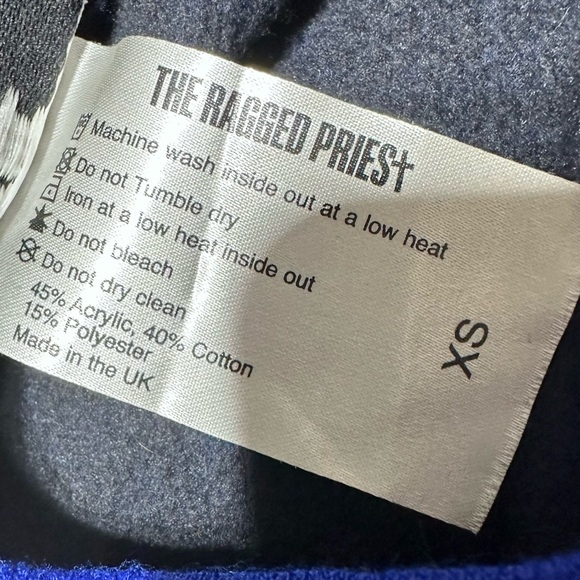 THE RAGGED PRIES†
Machine wash inside out at a low heat
Do not Tumble dry
Iron at a low heat inside out
Do not bleach
Do not dry clean
45% Acrylic, 40% Cotton
15% Polyester
Made in the UK
XS